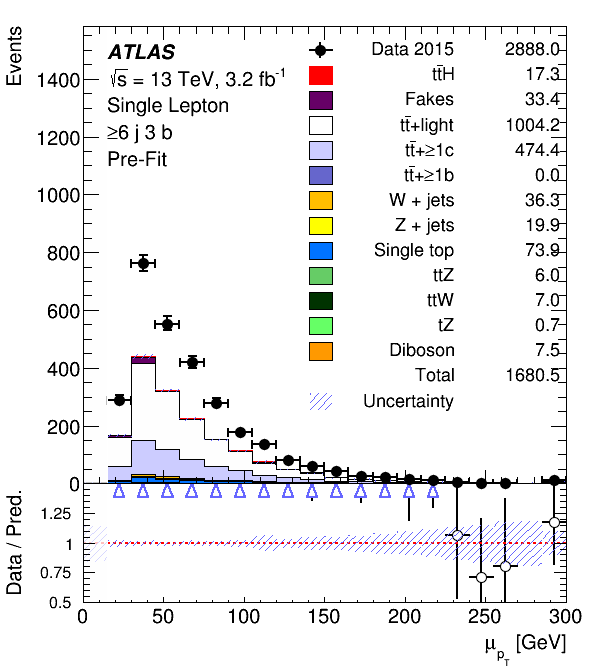 Events
ATLAS
√s = 13 TeV, 3.2 fb⁻¹
Single Lepton
≥6 j 3 b
Pre-Fit
Data 2015 2888.0
tt̄H 17.3
Fakes 33.4
tt̄+light 1004.2
tt̄+≥1c 474.4
tt̄+≥1b 0.0
W + jets 36.3
Z + jets 19.9
Single top 73.9
ttZ 6.0
ttW 7.0
tZ 0.7
Diboson 7.5
Total 1680.5
Uncertainty
1400
1200
1000
800
600
400
200
0
Data / Pred.
1.25
1
0.75
0.5
0 50 100 150 200 250 300
μ_{p_T} [GeV]